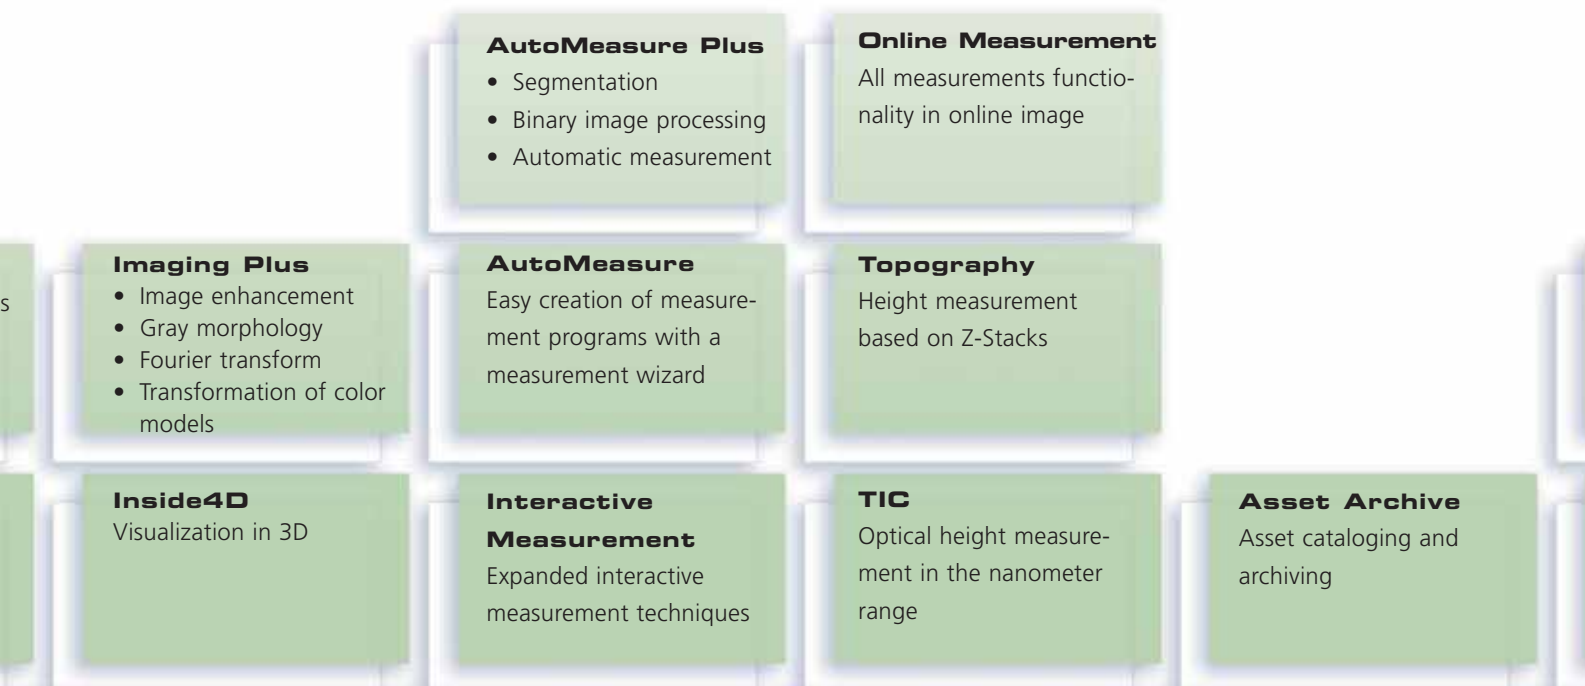 AutoMeasure Plus
• Segmentation
• Binary image processing
• Automatic measurement
Online Measurement
All measurements functio-
nality in online image
s
Imaging Plus
• Image enhancement
• Gray morphology
• Fourier transform
• Transformation of color
models
AutoMeasure
Easy creation of measure-
ment programs with a
measurement wizard
Topography
Height measurement
based on Z-Stacks
Inside4D
Visualization in 3D
Interactive
Measurement
Expanded interactive
measurement techniques
TIC
Optical height measure-
ment in the nanometer
range
Asset Archive
Asset cataloging and
archiving